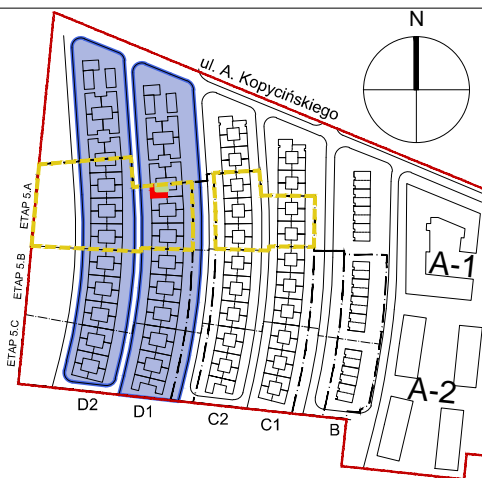 N
ul. A. Kopycińskiego
ETAP 5.A
ETAP 5.B
ETAP 5.C
A-1
A-2
D2
D1
C2
C1
B